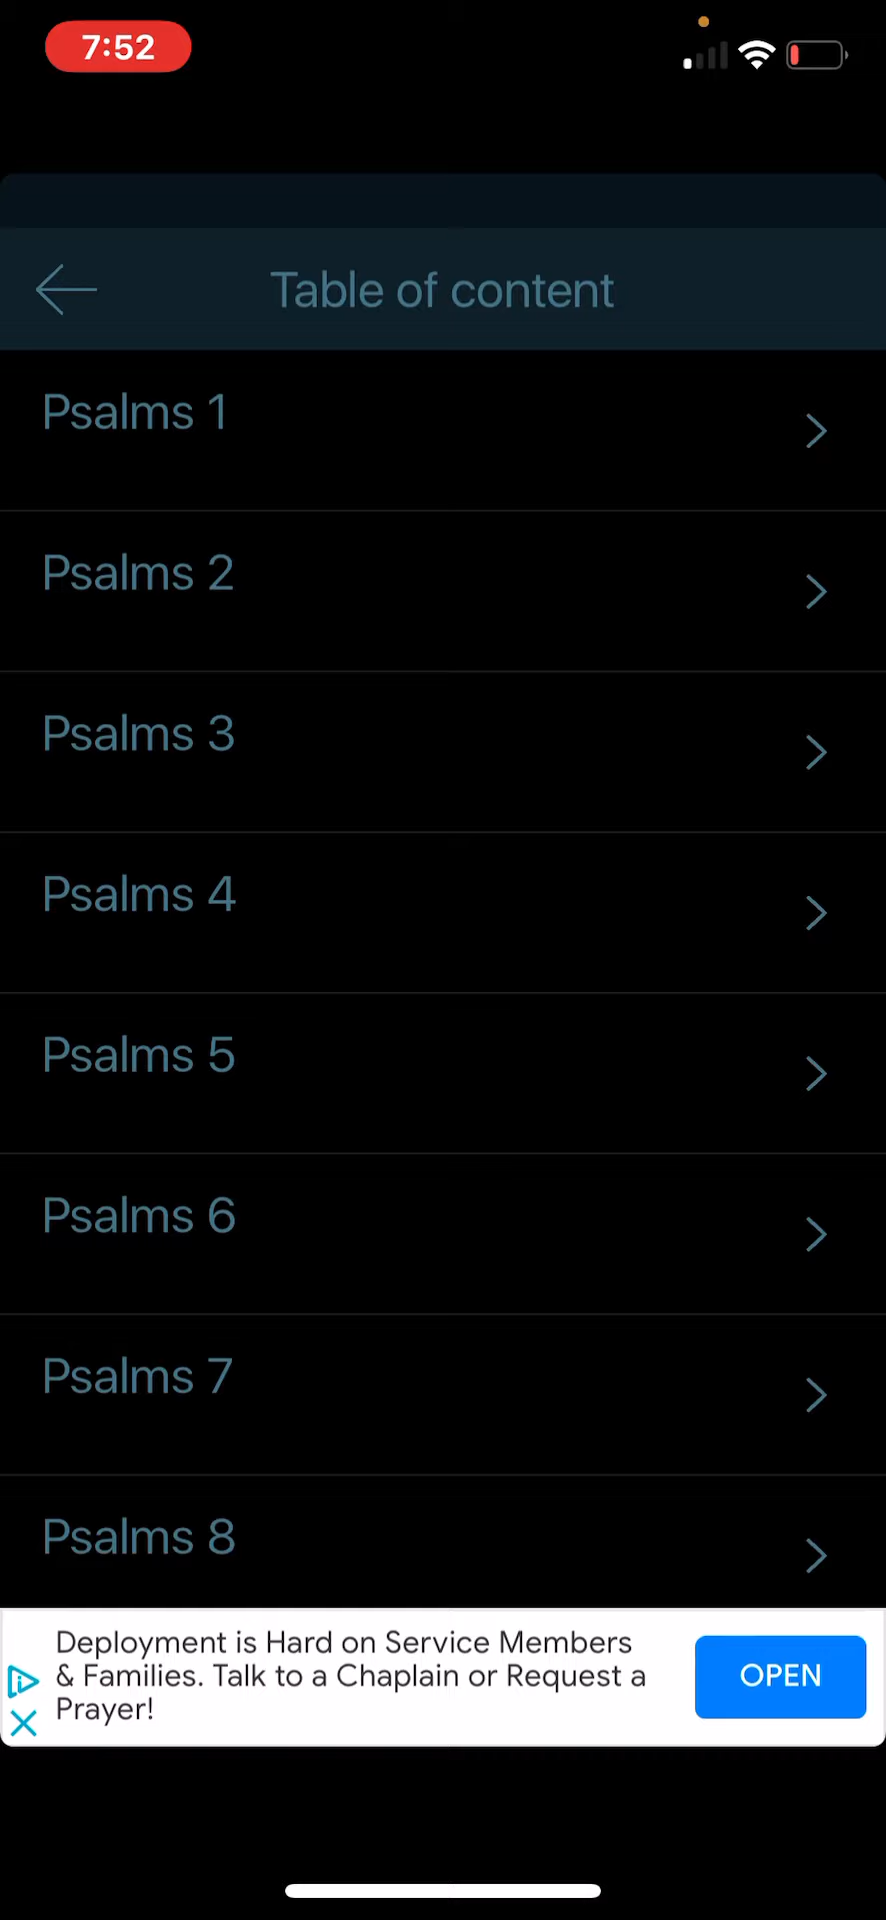 7:52
Table of content
Psalms 1
Psalms 2
Psalms 3
Psalms 4
Psalms 5
Psalms 6
Psalms 7
Psalms 8
Deployment is Hard on Service Members
& Families. Talk to a Chaplain or Request a
Prayer!
OPEN